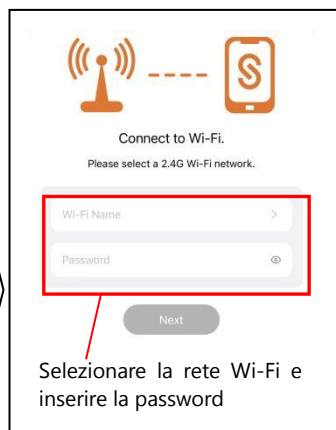 S
Connect to Wi-Fi.
Please select a 2.4G Wi-Fi network.
Wi-Fi Name
Password
Next
Selezionare la rete Wi-Fi e
inserire la password